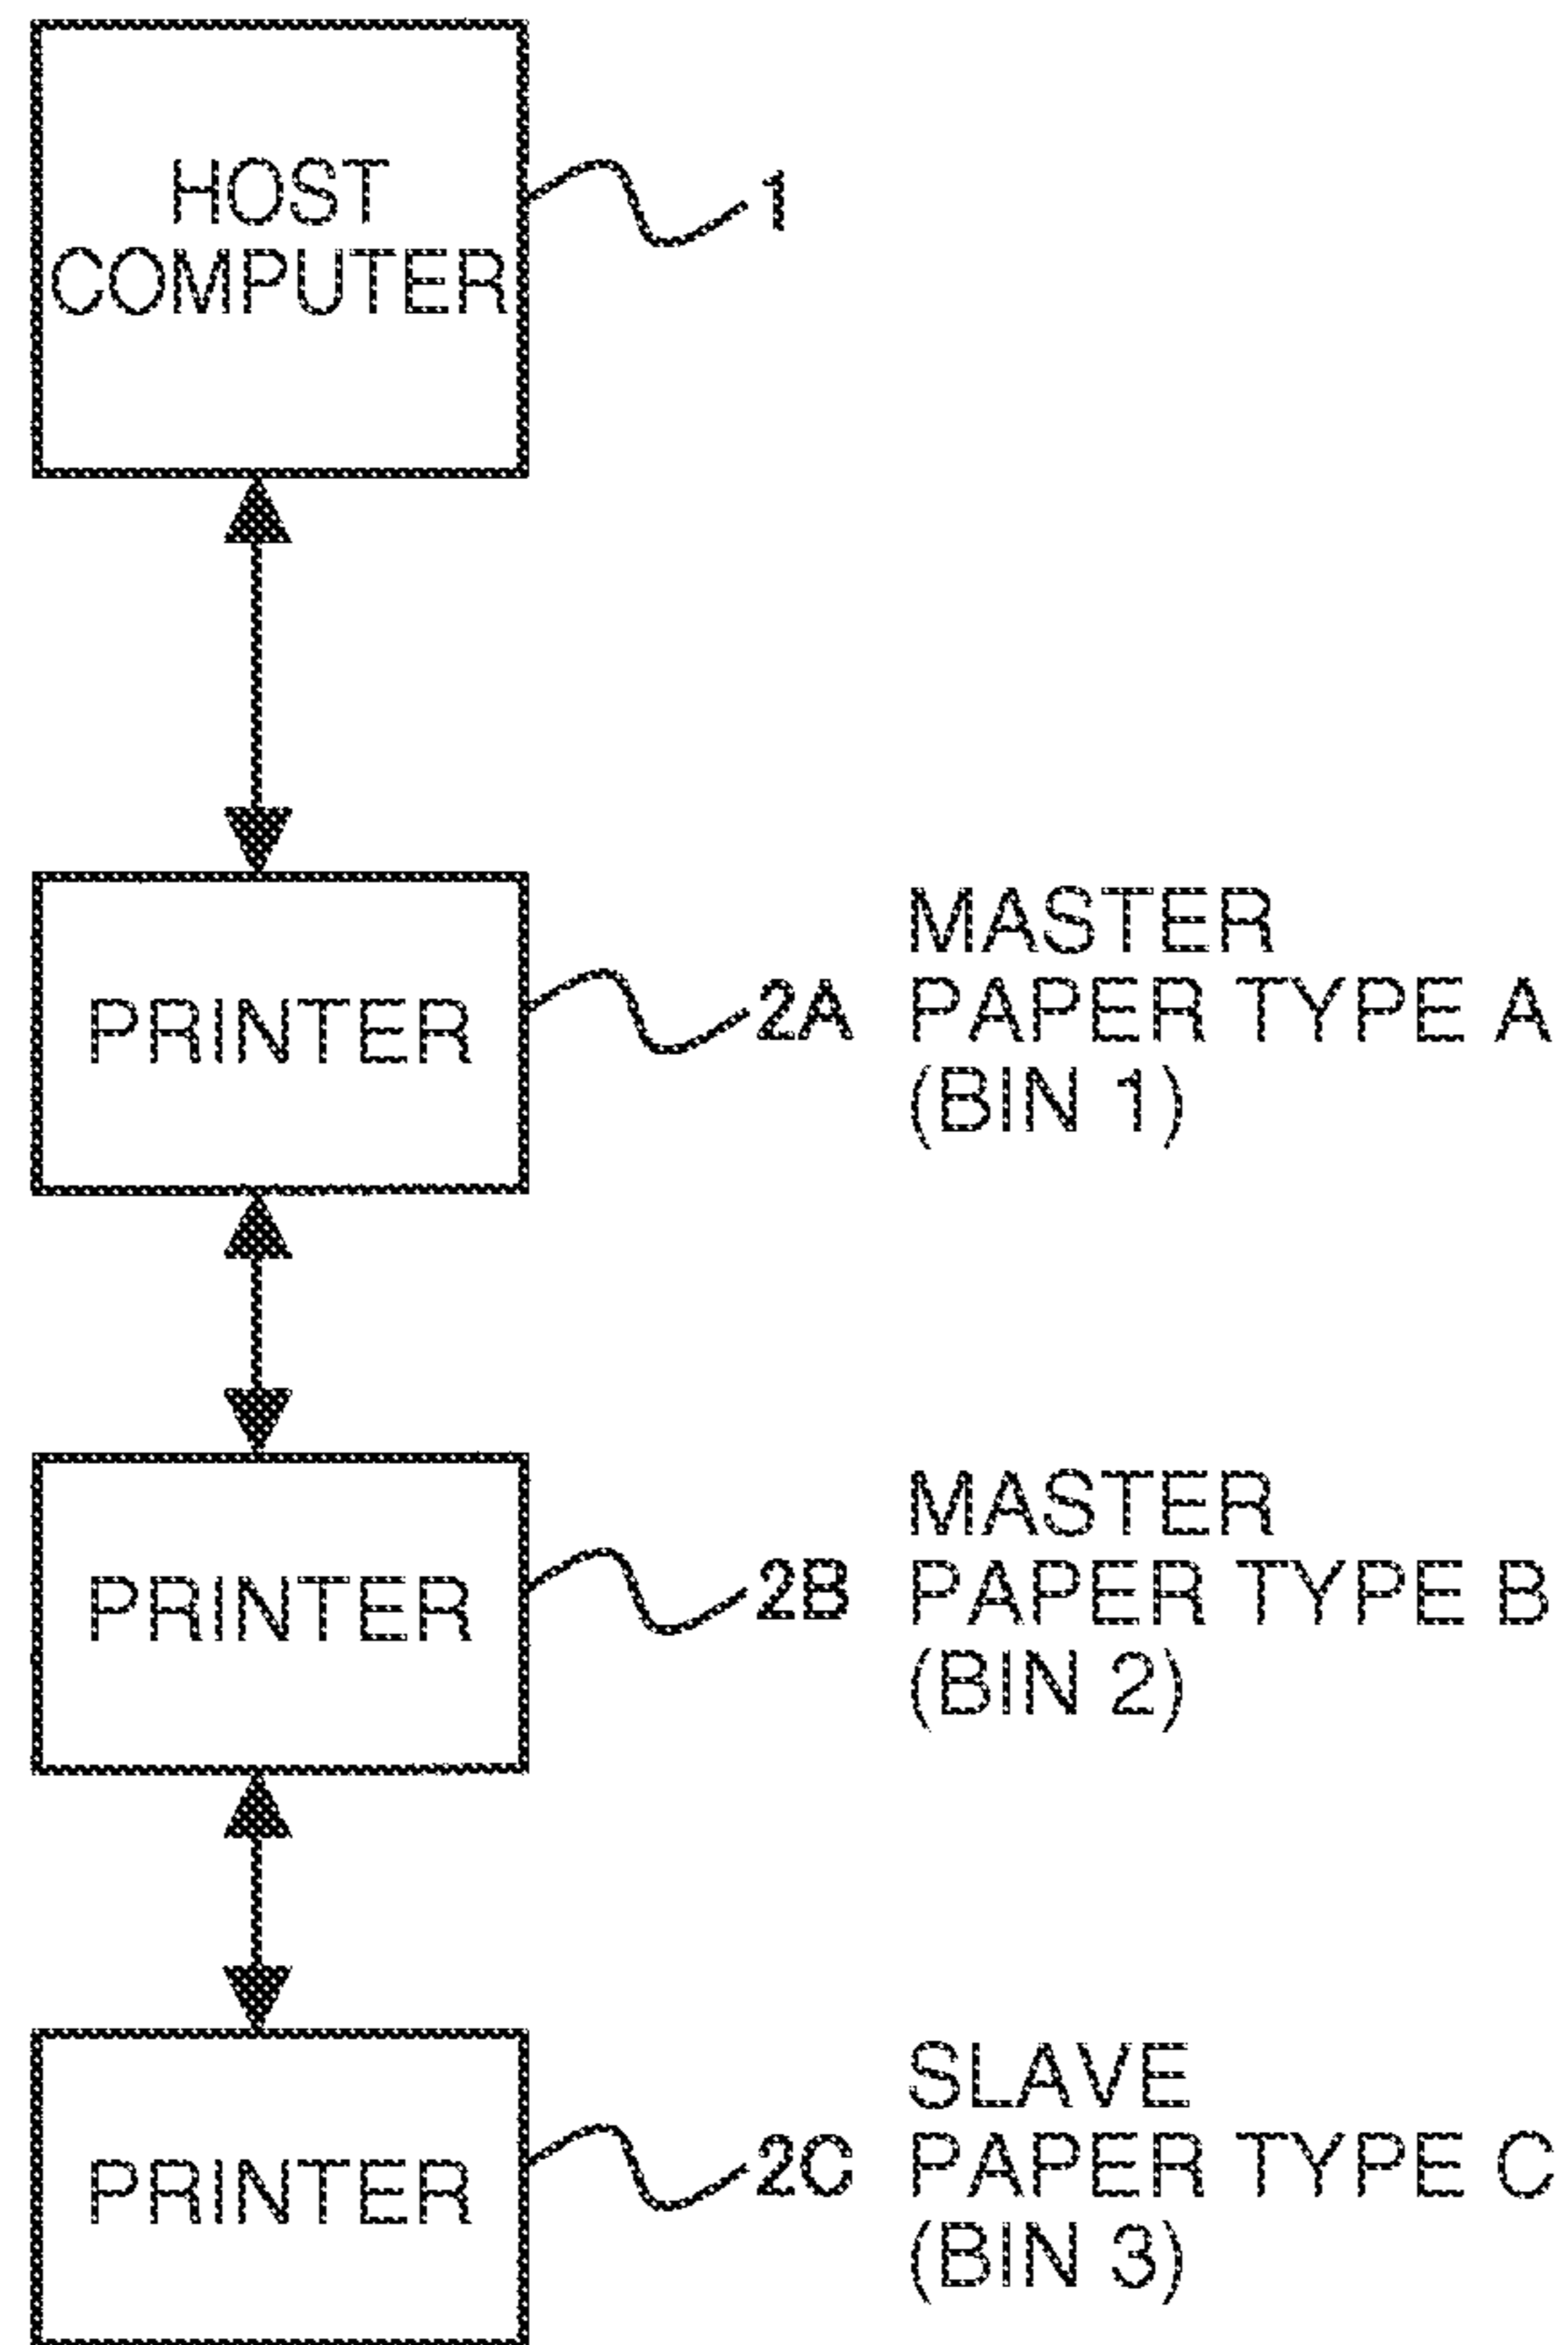 HOST
COMPUTER
1
PRINTER
2A
MASTER
PAPER TYPE A
(BIN 1)
PRINTER
2B
MASTER
PAPER TYPE B
(BIN 2)
PRINTER
2C
SLAVE
PAPER TYPE C
(BIN 3)